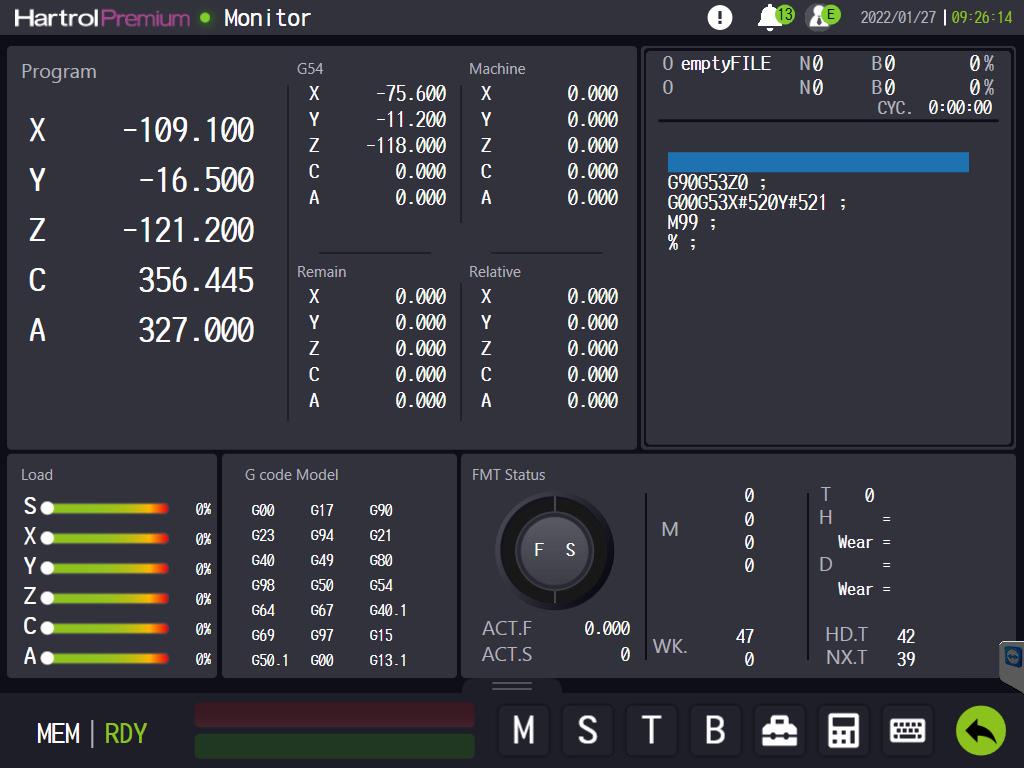 HartrolPremium Monitor
! 13 E 2022/01/27 09:26:14
Program
X -109.100
Y -16.500
Z -121.200
C 356.445
A 327.000
G54
X -75.600
Y -11.200
Z -118.000
C 0.000
A 0.000
Machine
X 0.000
Y 0.000
Z 0.000
C 0.000
A 0.000
Remain
X 0.000
Y 0.000
Z 0.000
C 0.000
A 0.000
Relative
X 0.000
Y 0.000
Z 0.000
C 0.000
A 0.000
O emptyFILE N0 B0 0%
O N0 B0 0%
CYC. 0:00:00
G90G53Z0 ;
G00G53X#520Y#521 ;
M99 ;
% ;
Load
S 0%
X 0%
Y 0%
Z 0%
C 0%
A 0%
G code Model
G00 G17 G90
G23 G94 G21
G40 G49 G80
G98 G50 G54
G64 G67 G40.1
G69 G97 G15
G50.1 G00 G13.1
FMT Status
F S
ACT.F 0.000
ACT.S 0
M
0
0
0
0
WK. 47
0
T 0
H =
Wear =
D =
Wear =
HD.T 42
NX.T 39
MEM | RDY
M S T B